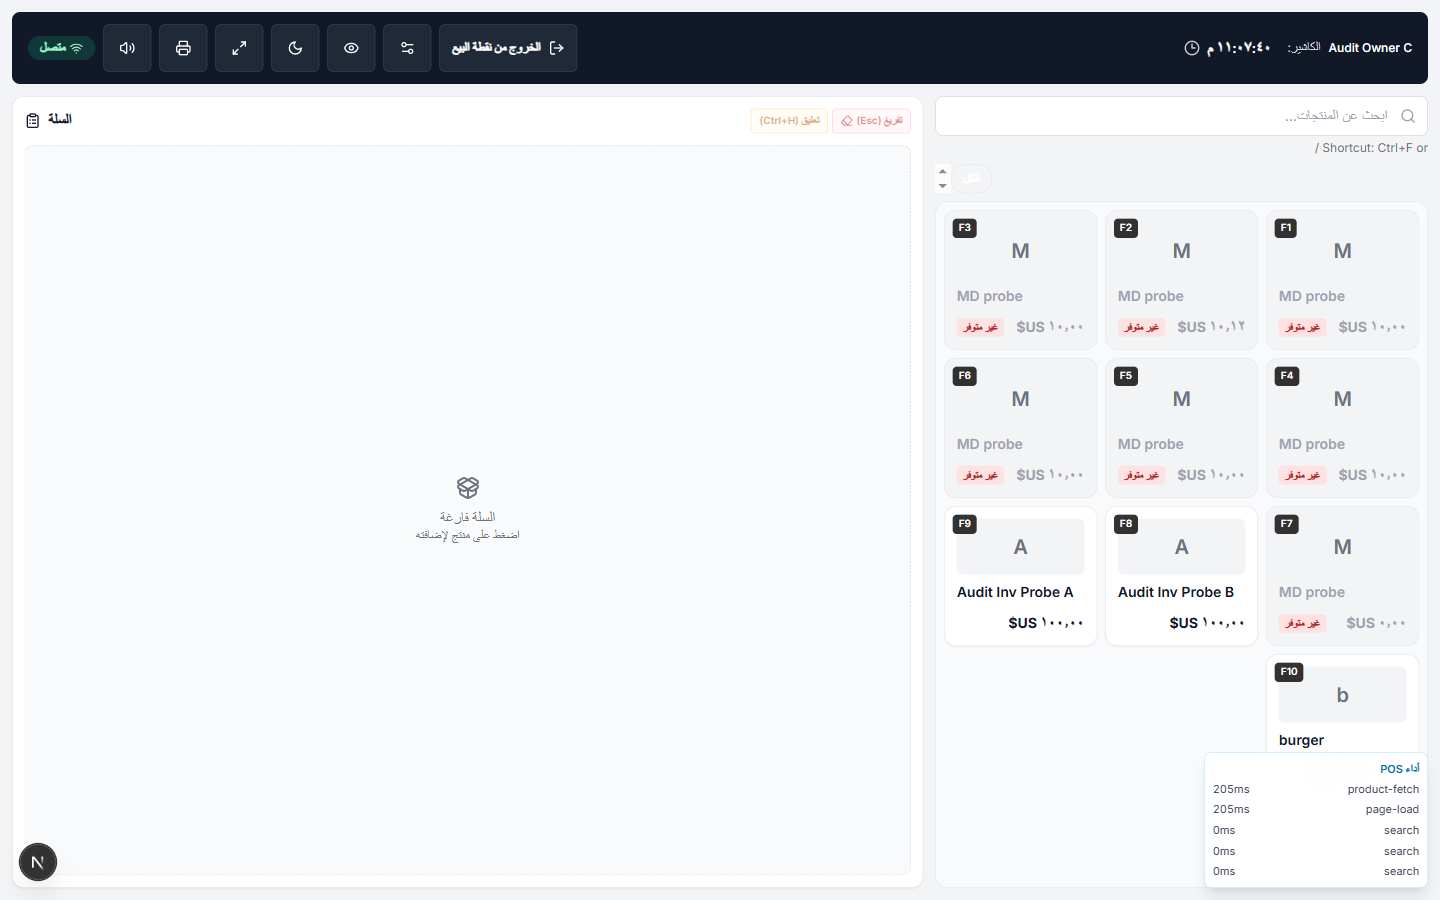 Audit Owner C الكاشير: ١١:٠٧:٤٠ م
الخروج من نقطة البيع
متصل
ابحث عن المنتجات...
/ Shortcut: Ctrl+F or
الكل
F1
M
MD probe
١٠,٠٠ US$
غير متوفر
F2
M
MD probe
١٠,١٢ US$
غير متوفر
F3
M
MD probe
١٠,٠٠ US$
غير متوفر
F4
M
MD probe
١٠,٠٠ US$
غير متوفر
F5
M
MD probe
١٠,٠٠ US$
غير متوفر
F6
M
MD probe
١٠,٠٠ US$
غير متوفر
F7
M
MD probe
٠,٠٠ US$
غير متوفر
F8
A
Audit Inv Probe B
١٠٠,٠٠ US$
F9
A
Audit Inv Probe A
١٠٠,٠٠ US$
F10
b
burger
أداء POS
product-fetch 205ms
page-load 205ms
search 0ms
search 0ms
search 0ms
السلة
تفريغ (Esc)
تعليق (Ctrl+H)
السلة فارغة
اضغط على منتج لإضافته
N